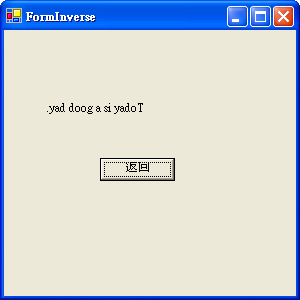 FormInverse
.yad doog a si yadoT
返回